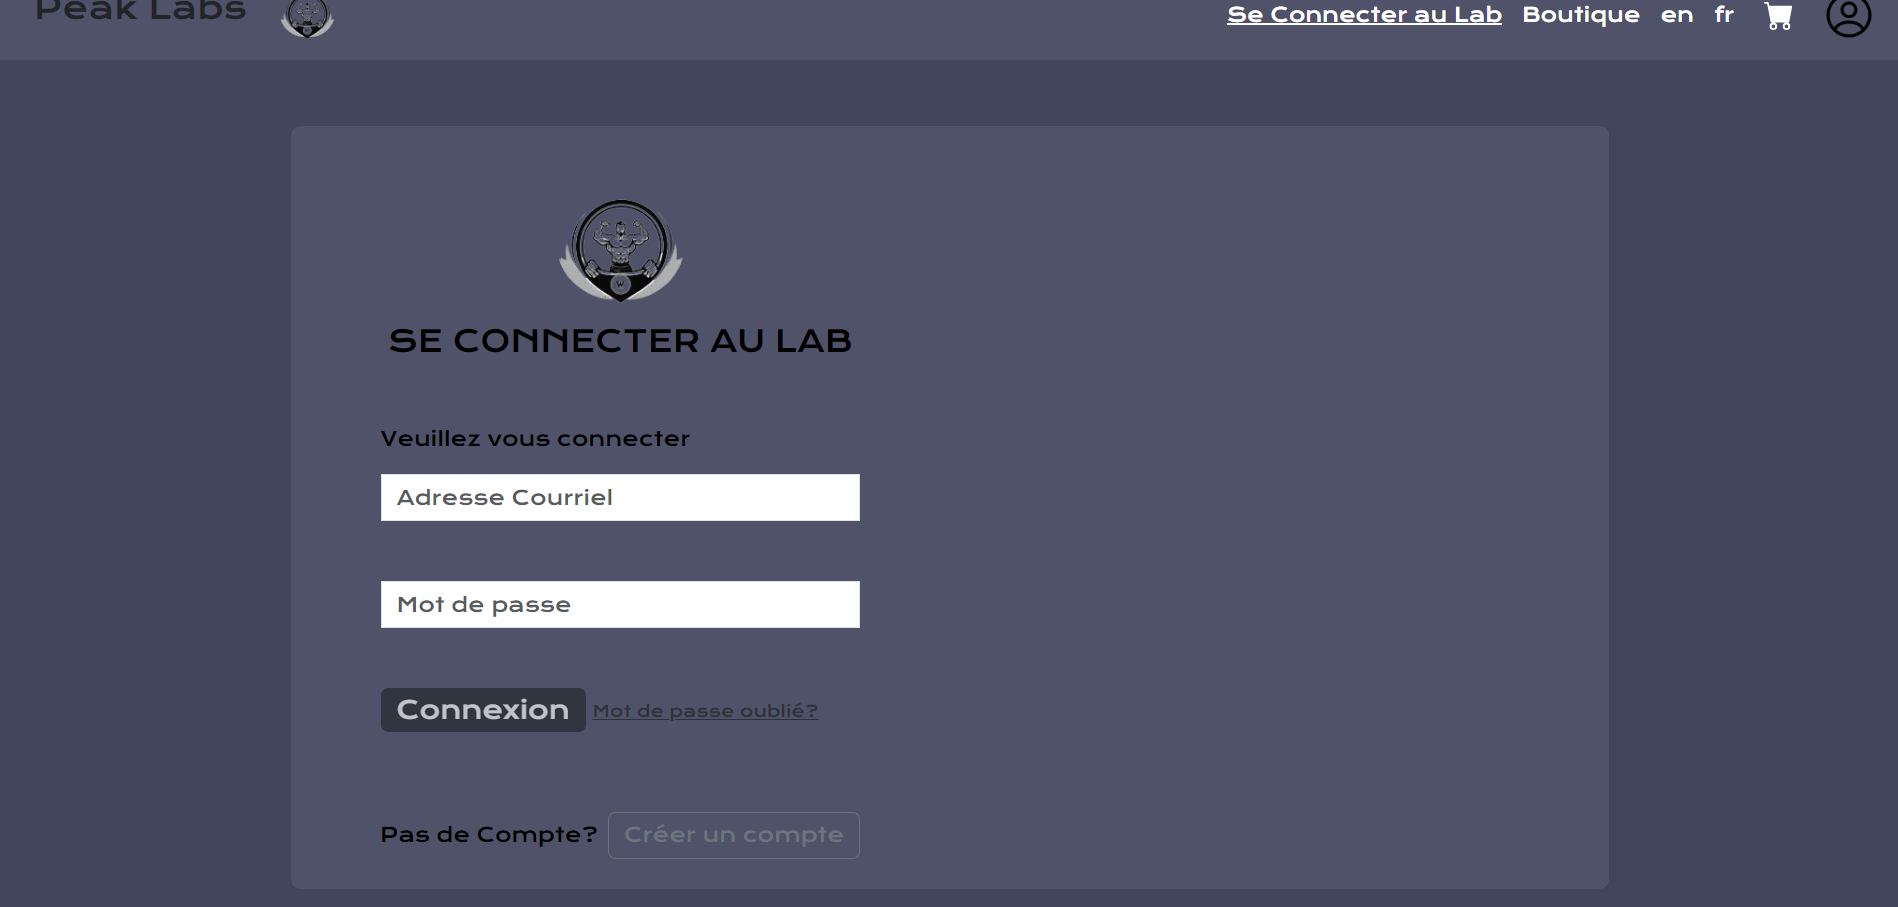 Peak Labs
Se Connecter au Lab Boutique en fr
W
SE CONNECTER AU LAB
Veuillez vous connecter
Adresse Courriel
Mot de passe
Connexion Mot de passe oublié?
Pas de Compte? Créer un compte